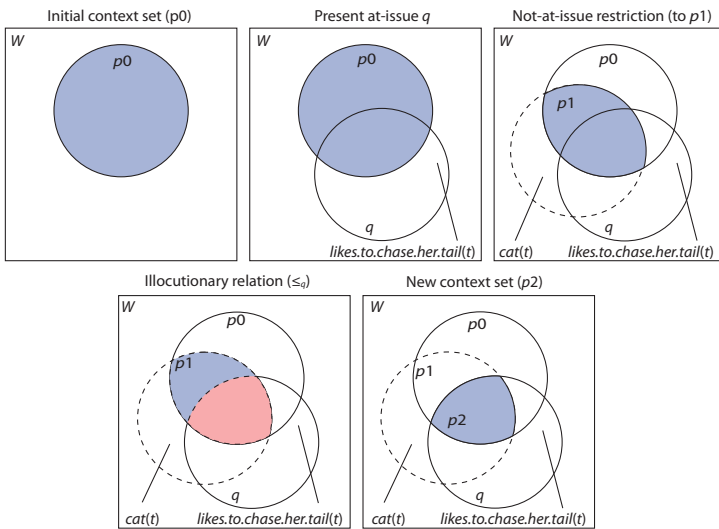 Initial context set (p0)
W
p0
Present at-issue q
W
p0
q
likes.to.chase.her.tail(t)
Not-at-issue restriction (to p1)
W
p0
p1
q
cat(t)
likes.to.chase.her.tail(t)
Illocutionary relation (≤q)
W
p0
p1
q
cat(t)
likes.to.chase.her.tail(t)
New context set (p2)
W
p0
p1
p2
q
cat(t)
likes.to.chase.her.tail(t)